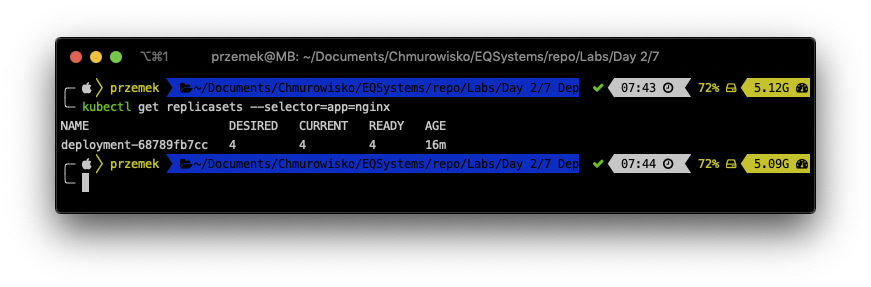 ⌥⌘1 przemek@MB: ~/Documents/Chmurowisko/EQSystems/repo/Labs/Day 2/7
przemek ~/Documents/Chmurowisko/EQSystems/repo/Labs/Day 2/7 Dep ✔ 07:43 72% 5.12G
kubectl get replicasets --selector=app=nginx
NAME DESIRED CURRENT READY AGE
deployment-68789fb7cc 4 4 4 16m
przemek ~/Documents/Chmurowisko/EQSystems/repo/Labs/Day 2/7 Dep ✔ 07:44 72% 5.09G